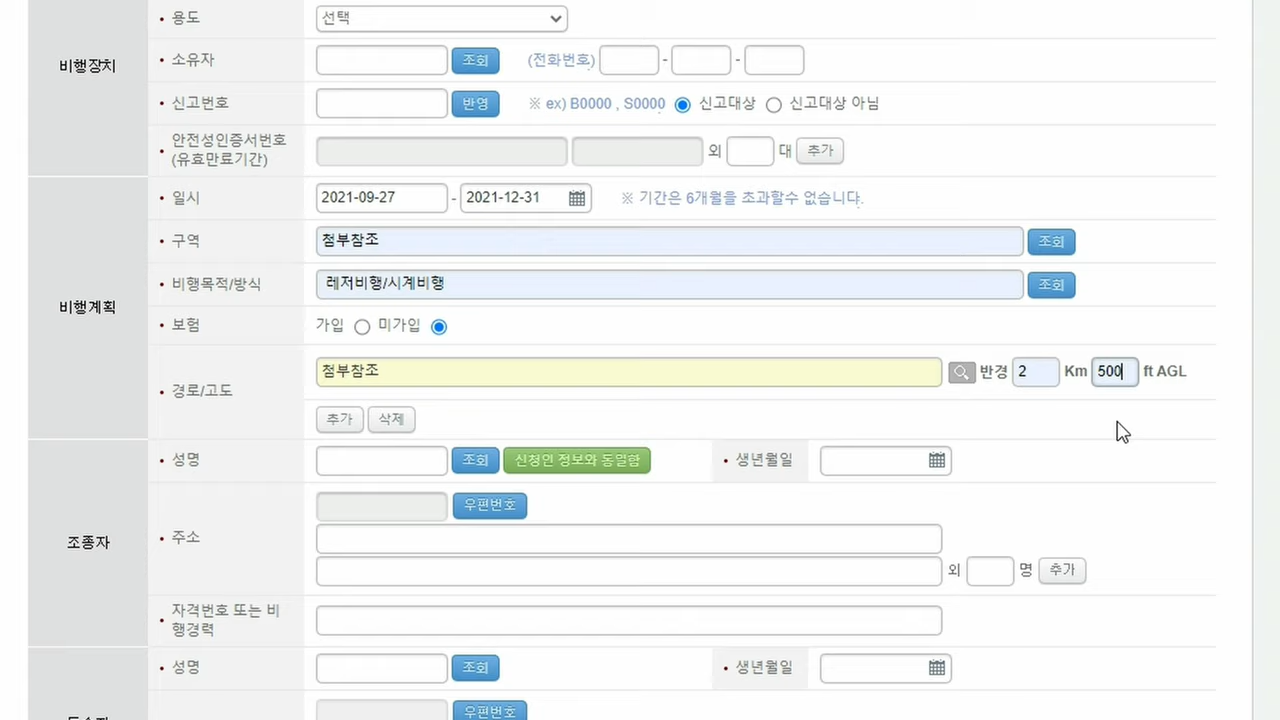 용도 선택
비행장치
소유자 조회 (전화번호) - -
신고번호 반영 ※ ex) B0000 , S0000 신고대상 신고대상 아님
안전성인증서번호
(유효만료기간) 외 대 추가
일시 2021-09-27 - 2021-12-31 ※ 기간은 6개월을 초과할수 없습니다.
구역 첨부참조 조회
비행목적/방식 레저비행/시계비행 조회
비행계획
보험 가입 미가입
경로/고도 첨부참조 반경 2 Km 500 ft AGL
추가 삭제
성명 조회 신청인 정보와 동일함 생년월일
조종자
주소 우편번호
외 명 추가
자격번호 또는 비
행경력
성명 조회 생년월일
우편번호